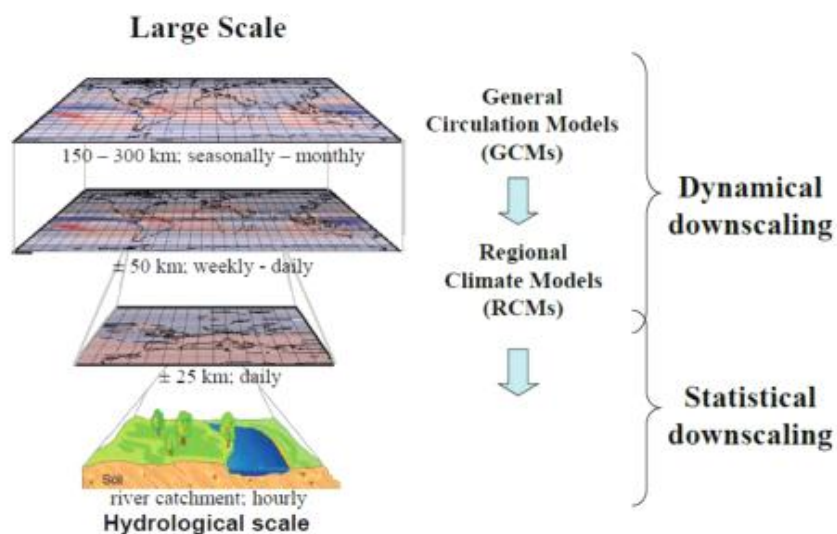 Large Scale
150 – 300 km; seasonally – monthly
± 50 km; weekly - daily
± 25 km; daily
Soil
river catchment; hourly
Hydrological scale
General
Circulation Models
(GCMs)
Regional
Climate Models
(RCMs)
Dynamical
downscaling
Statistical
downscaling